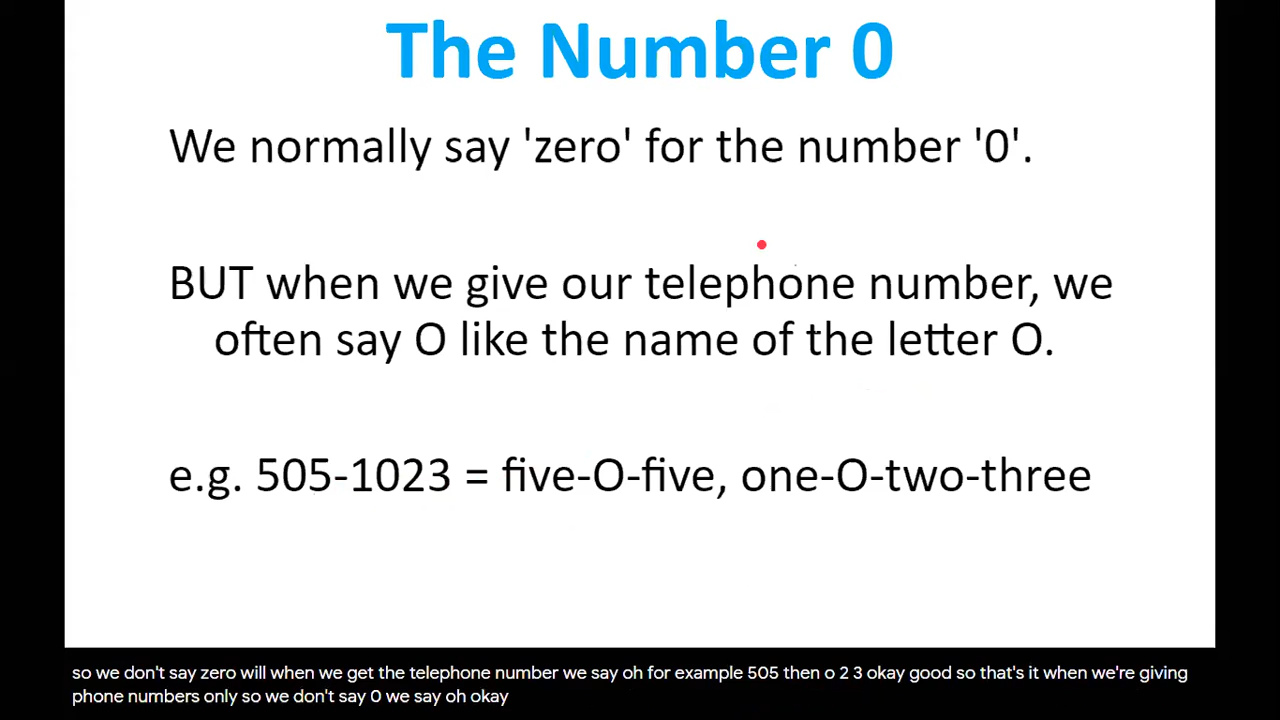 The Number 0
We normally say 'zero' for the number '0'.
BUT when we give our telephone number, we
often say O like the name of the letter O.
e.g. 505-1023 = five-O-five, one-O-two-three
so we don't say zero will when we get the telephone number we say oh for example 505 then o 2 3 okay good so that's it when we're giving
phone numbers only so we don't say 0 we say oh okay